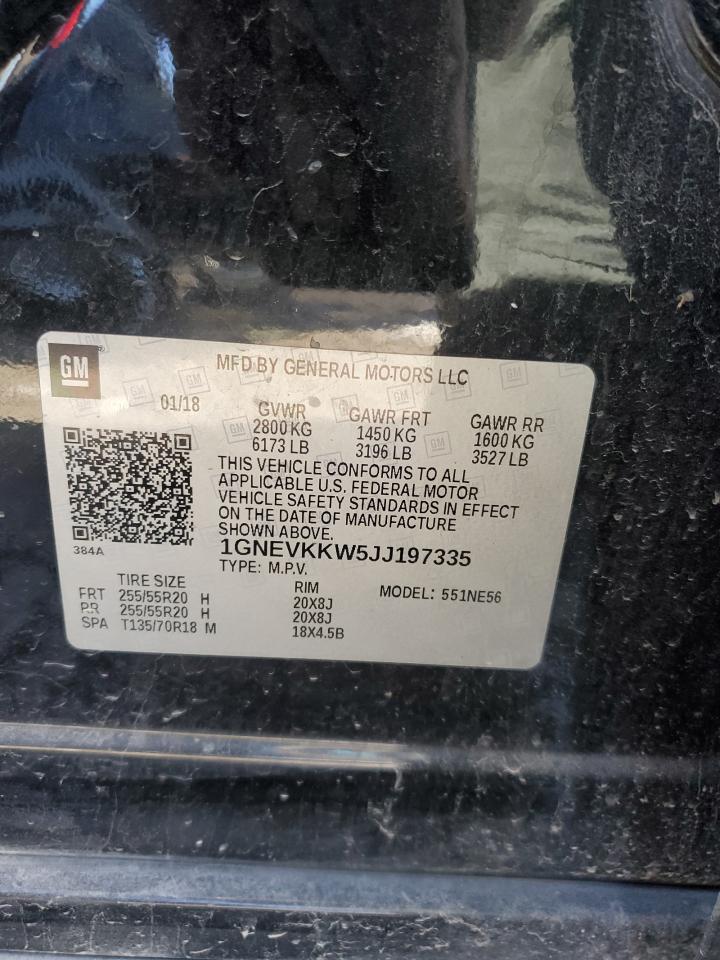 GM
MFD BY GENERAL MOTORS LLC
01/18
GVWR GAWR FRT GAWR RR
2800 KG 1450 KG 1600 KG
6173 LB 3196 LB 3527 LB
THIS VEHICLE CONFORMS TO ALL
APPLICABLE U.S. FEDERAL MOTOR
VEHICLE SAFETY STANDARDS IN EFFECT
ON THE DATE OF MANUFACTURE
SHOWN ABOVE.
384A
1GNEVKKW5JJ197335
TYPE: M.P.V.
TIRE SIZE RIM MODEL: 551NE56
FRT 255/55R20 H 20X8J
RR 255/55R20 H 20X8J
SPA T135/70R18 M 18X4.5B